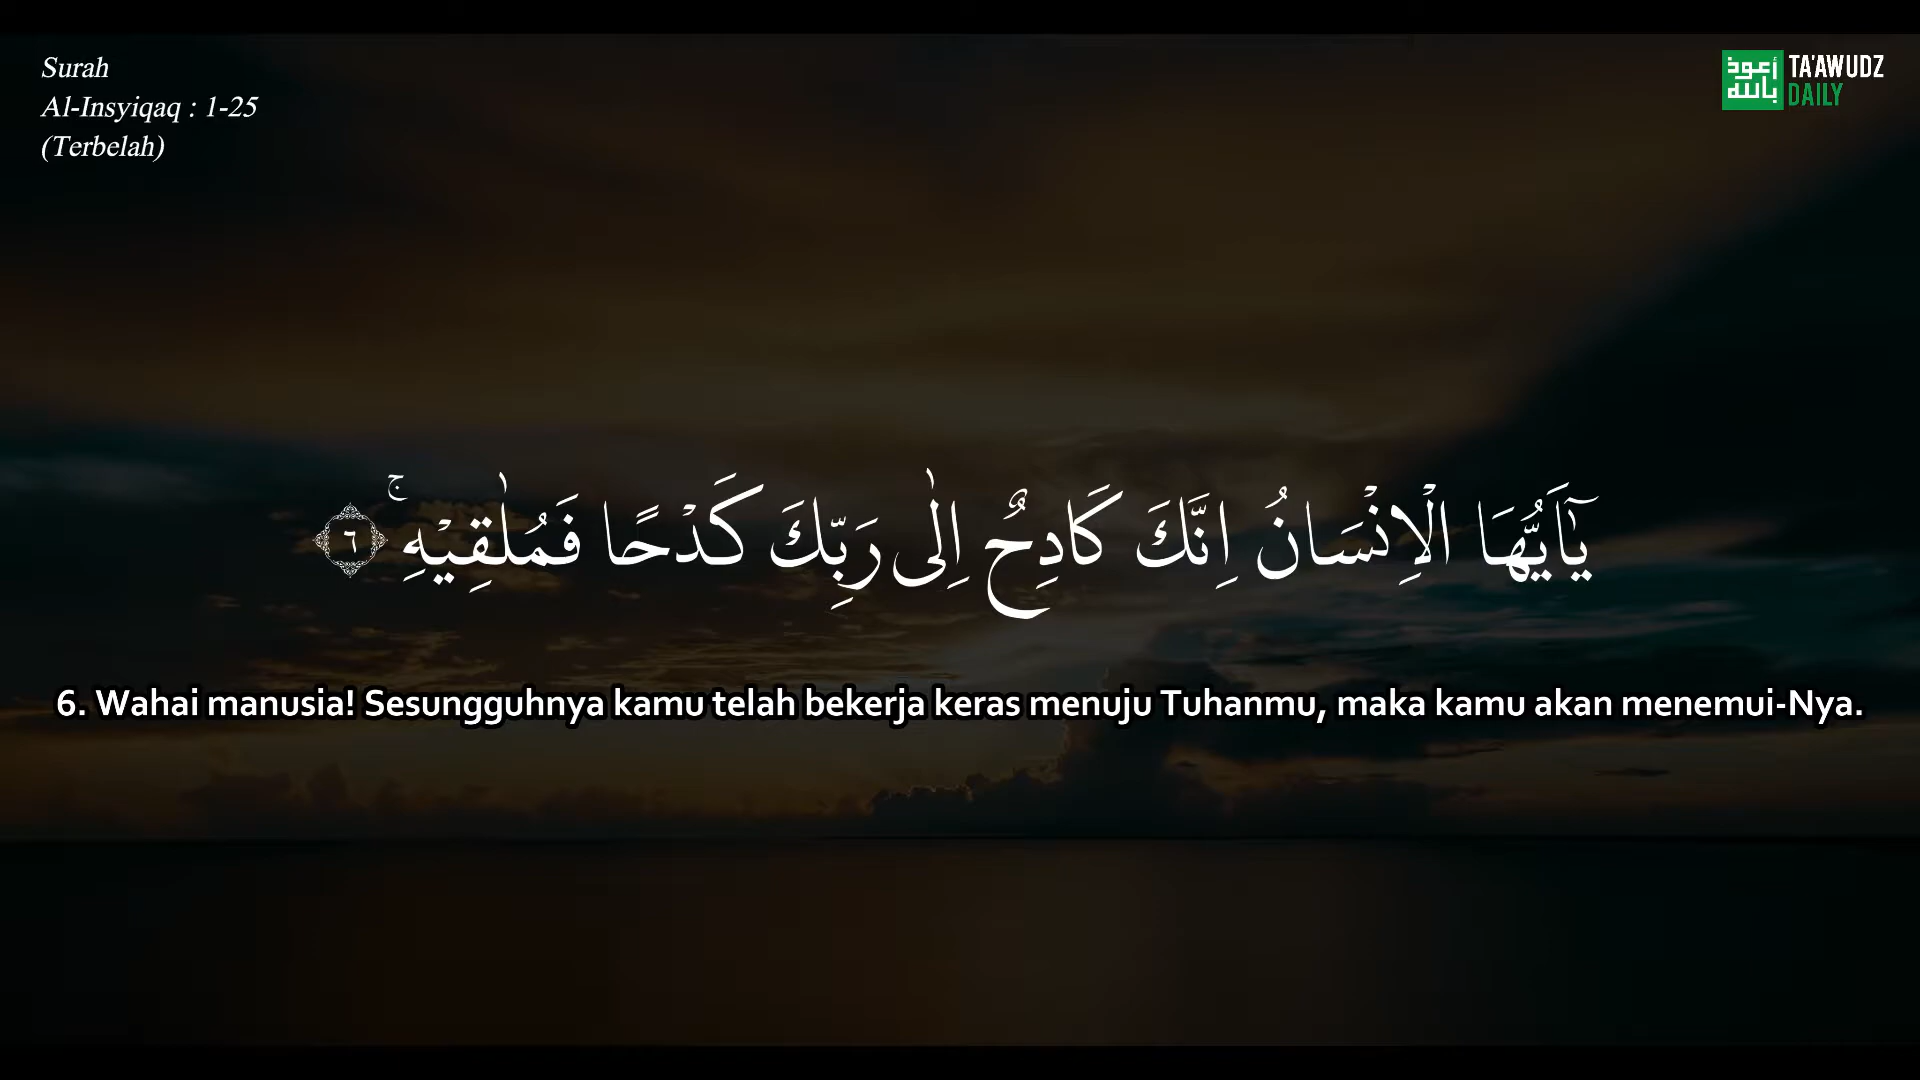 Surah
Al-Insyiqaq : 1-25
(Terbelah)
أعوذ
بالله
TA'AWUDZ
DAILY
يٰٓاَيُّهَا الْاِنْسَانُ اِنَّكَ كَادِحٌ اِلٰى رَبِّكَ كَدْحًا فَمُلٰقِيْهِۚ ٦
6. Wahai manusia! Sesungguhnya kamu telah bekerja keras menuju Tuhanmu, maka kamu akan menemui-Nya.